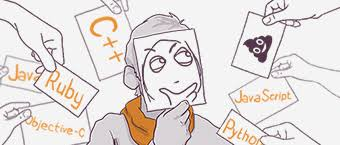 C++
Java
Ruby
Objective-C
JavaScript
Python